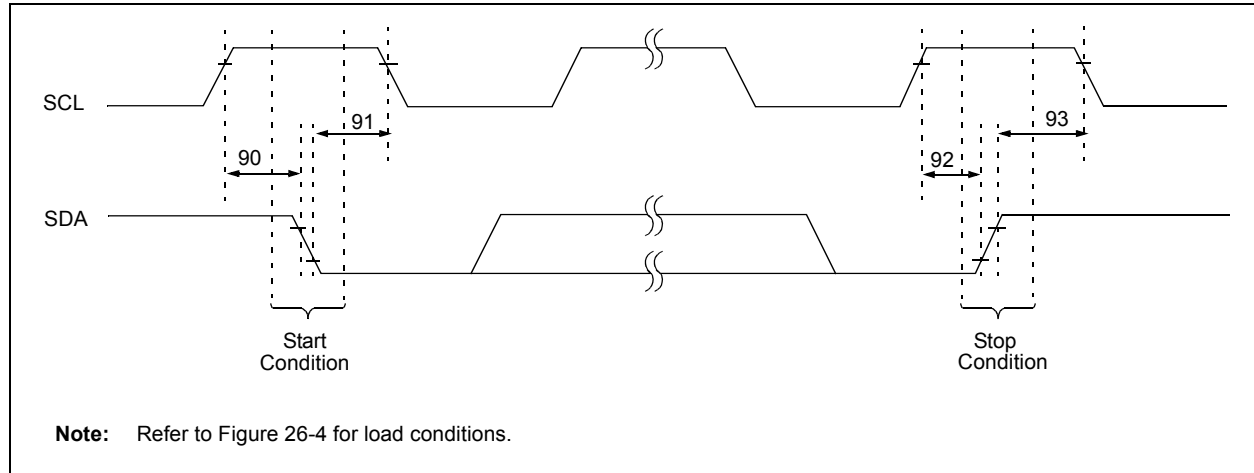 SCL
91
93
90
92
SDA
Start
Condition
Stop
Condition
Note: Refer to Figure 26-4 for load conditions.